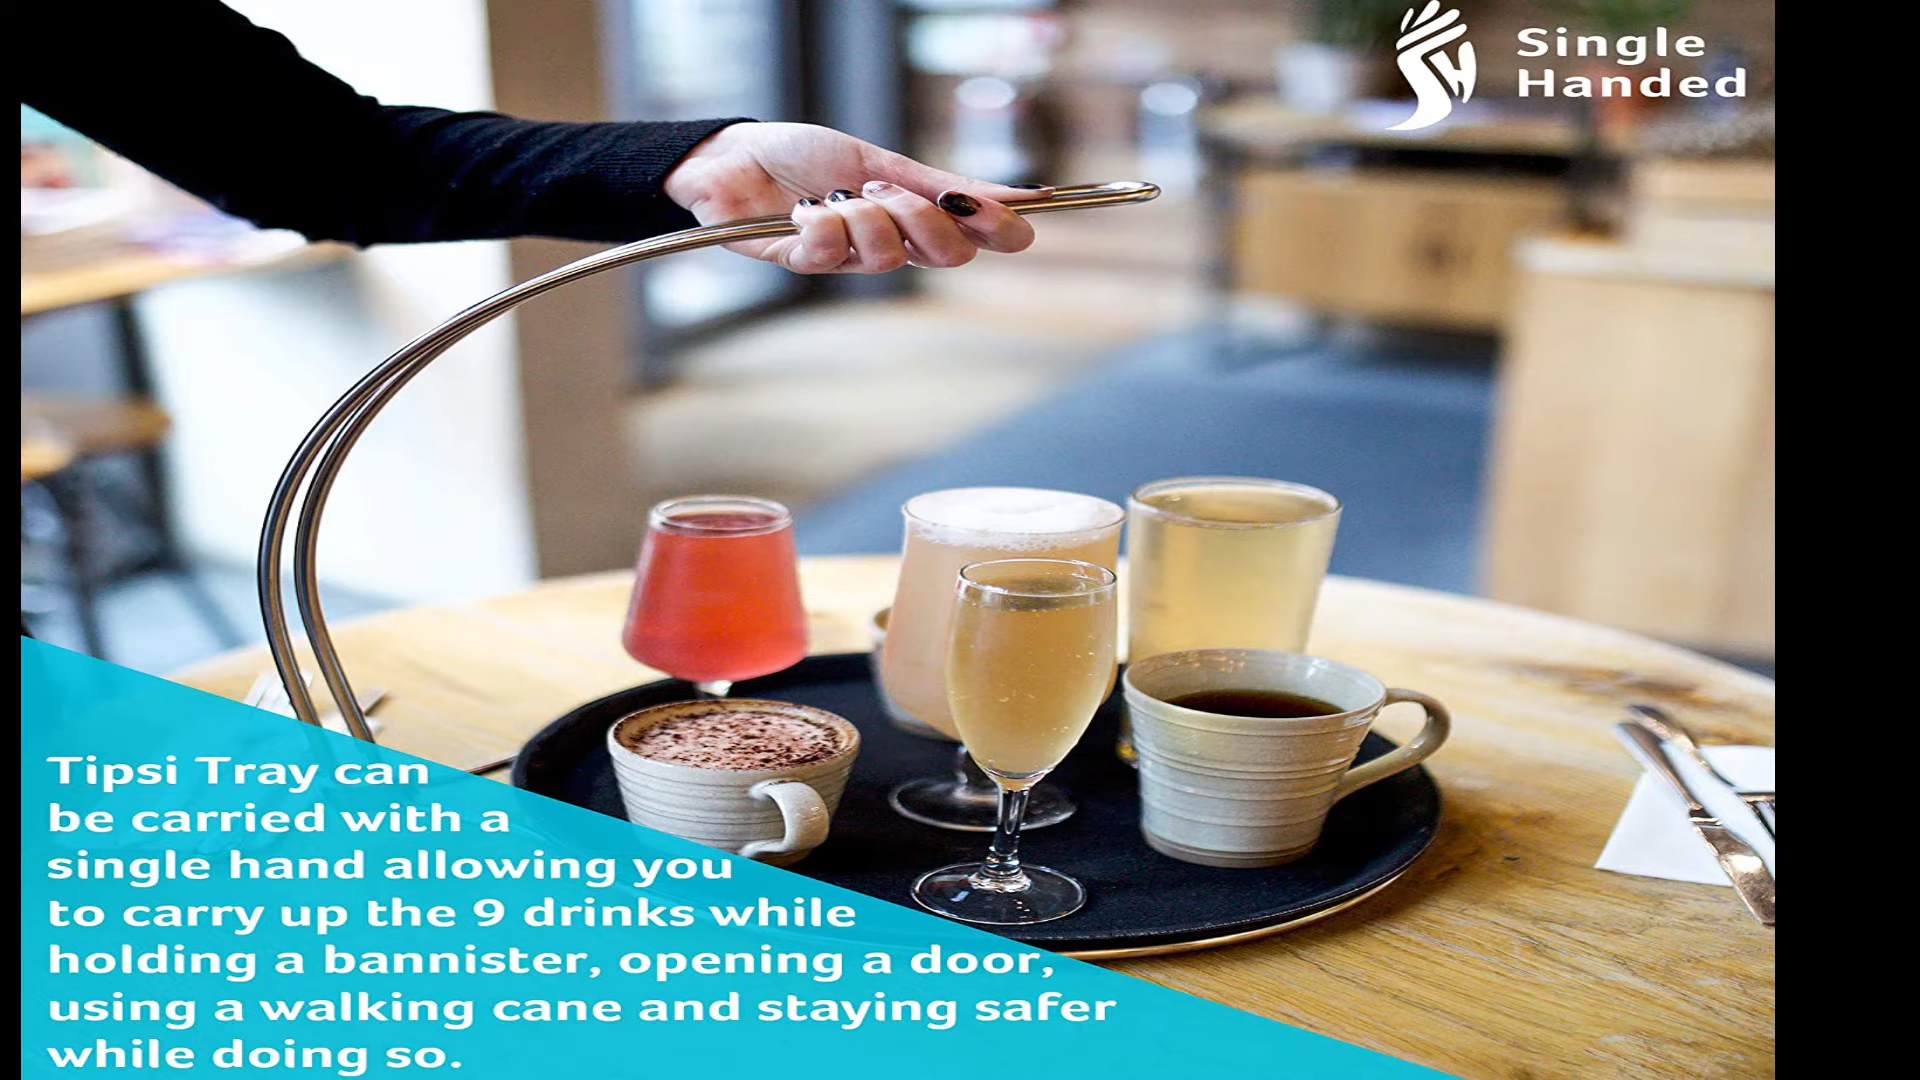 Single
Handed
Tipsi Tray can
be carried with a
single hand allowing you
to carry up the 9 drinks while
holding a bannister, opening a door,
using a walking cane and staying safer
while doing so.